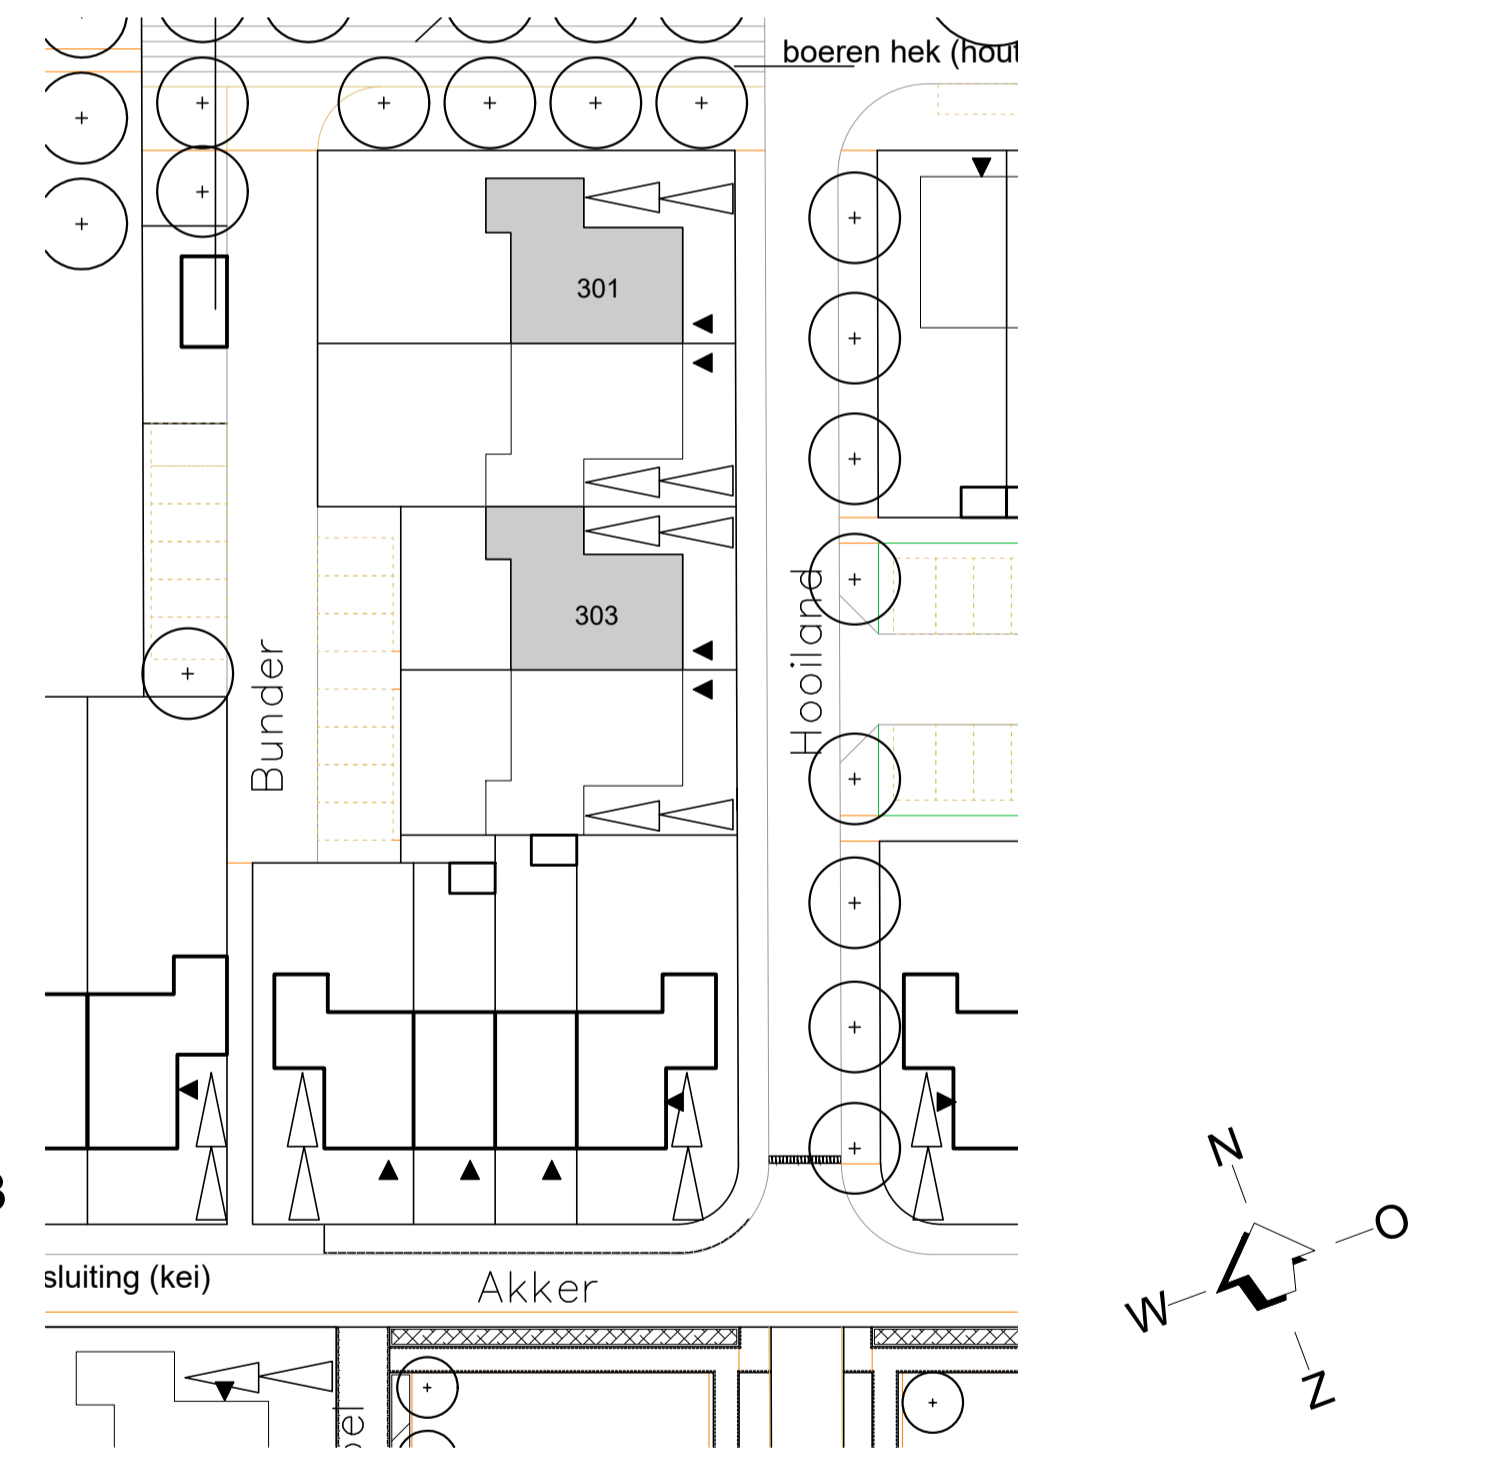 boeren hek (hout
301
303
Hooiland
Bunder
sluiting (kei)
Akker
N
O
W
Z